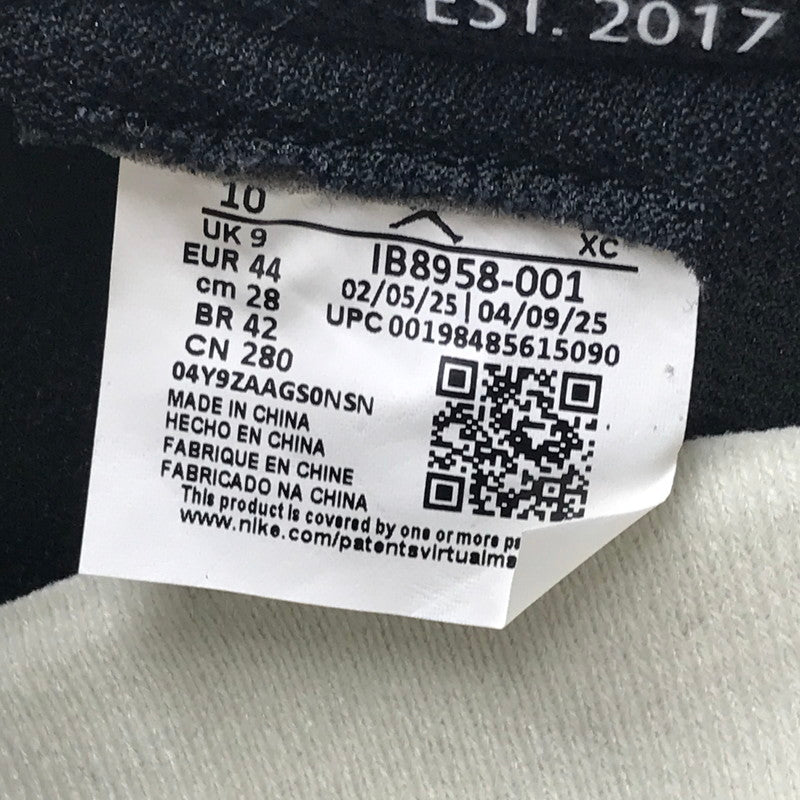 EST. 2017
10
XC
UK 9
EUR 44
cm 28
BR 42
CN 280
IB8958-001
02/05/25 | 04/09/25
UPC 00198485615090
04Y9ZAAGS0NSN
MADE IN CHINA
HECHO EN CHINA
FABRIQUE EN CHINE
FABRICADO NA CHINA
This product is covered by one or more
www.nike.com/patentsvirtualma